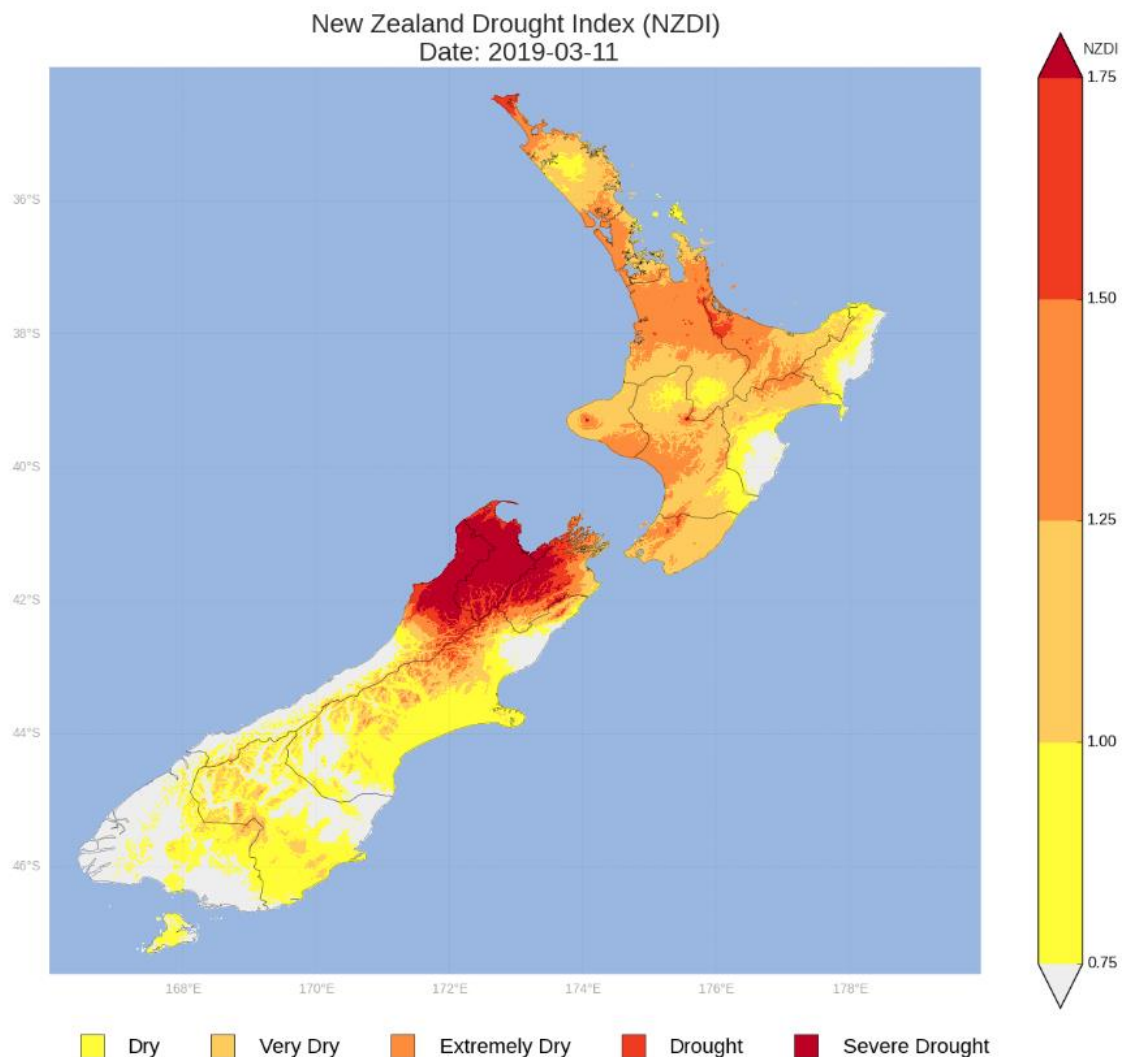 New Zealand Drought Index (NZDI)
Date: 2019-03-11
NZDI
1.75
1.50
1.25
1.00
0.75
36°S
38°S
40°S
42°S
44°S
46°S
168°E 170°E 172°E 174°E 176°E 178°E
Dry Very Dry Extremely Dry Drought Severe Drought